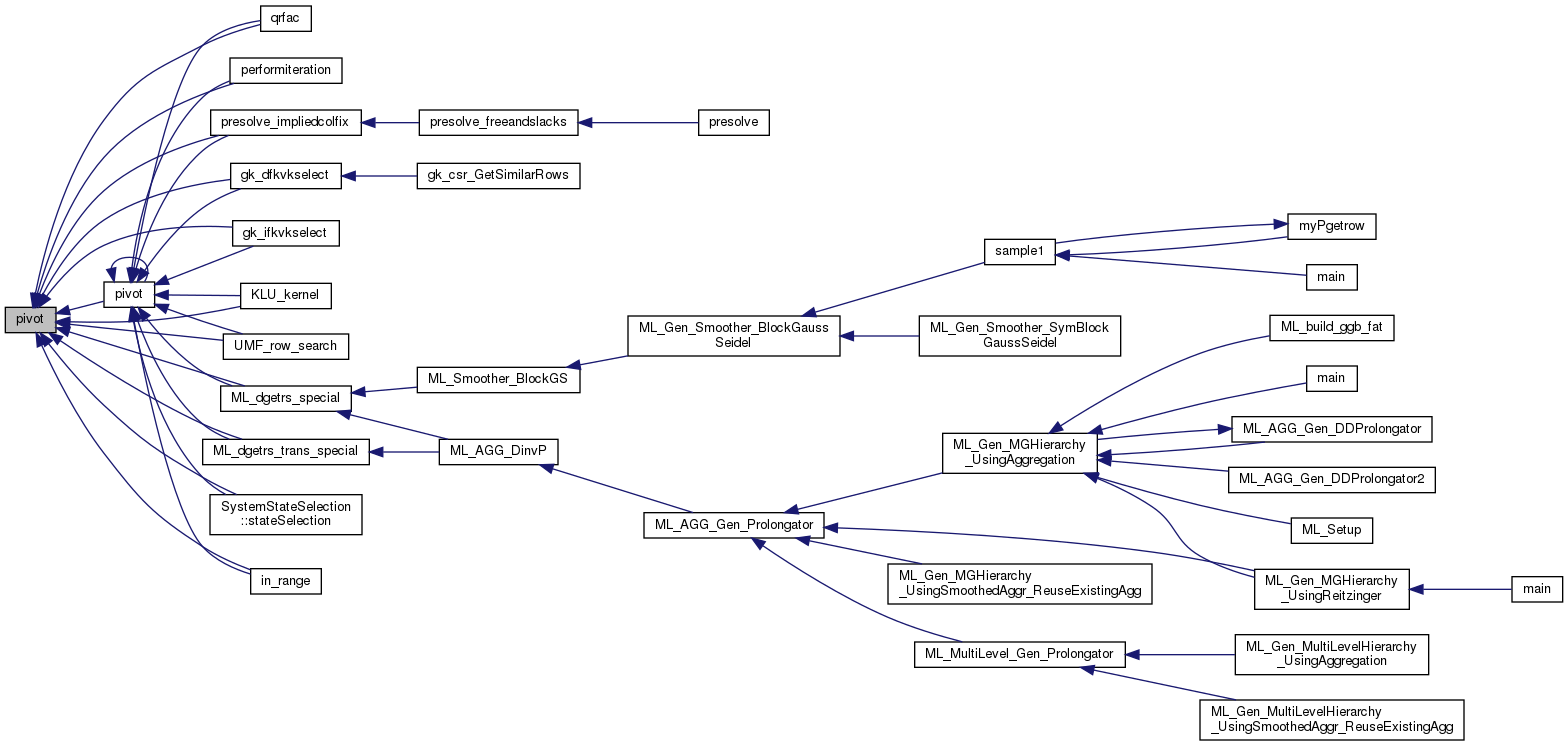 qrfac
performiteration
presolve_impliedcolfix
presolve_freeandslacks
presolve
gk_dfkvkselect
gk_csr_GetSimilarRows
gk_ifkvkselect
myPgetrow
sample1
main
pivot
pivot
KLU_kernel
UMF_row_search
ML_Gen_Smoother_BlockGauss
Seidel
ML_Gen_Smoother_SymBlock
GaussSeidel
ML_build_ggb_fat
ML_Smoother_BlockGS
main
ML_dgetrs_special
ML_AGG_Gen_DDProlongator
ML_dgetrs_trans_special
ML_AGG_DinvP
ML_Gen_MGHierarchy
_UsingAggregation
ML_AGG_Gen_DDProlongator2
SystemStateSelection
::stateSelection
ML_AGG_Gen_Prolongator
ML_Setup
in_range
ML_Gen_MGHierarchy
_UsingSmoothedAggr_ReuseExistingAgg
ML_Gen_MGHierarchy
_UsingReitzinger
main
ML_MultiLevel_Gen_Prolongator
ML_Gen_MultiLevelHierarchy
_UsingAggregation
ML_Gen_MultiLevelHierarchy
_UsingSmoothedAggr_ReuseExistingAgg